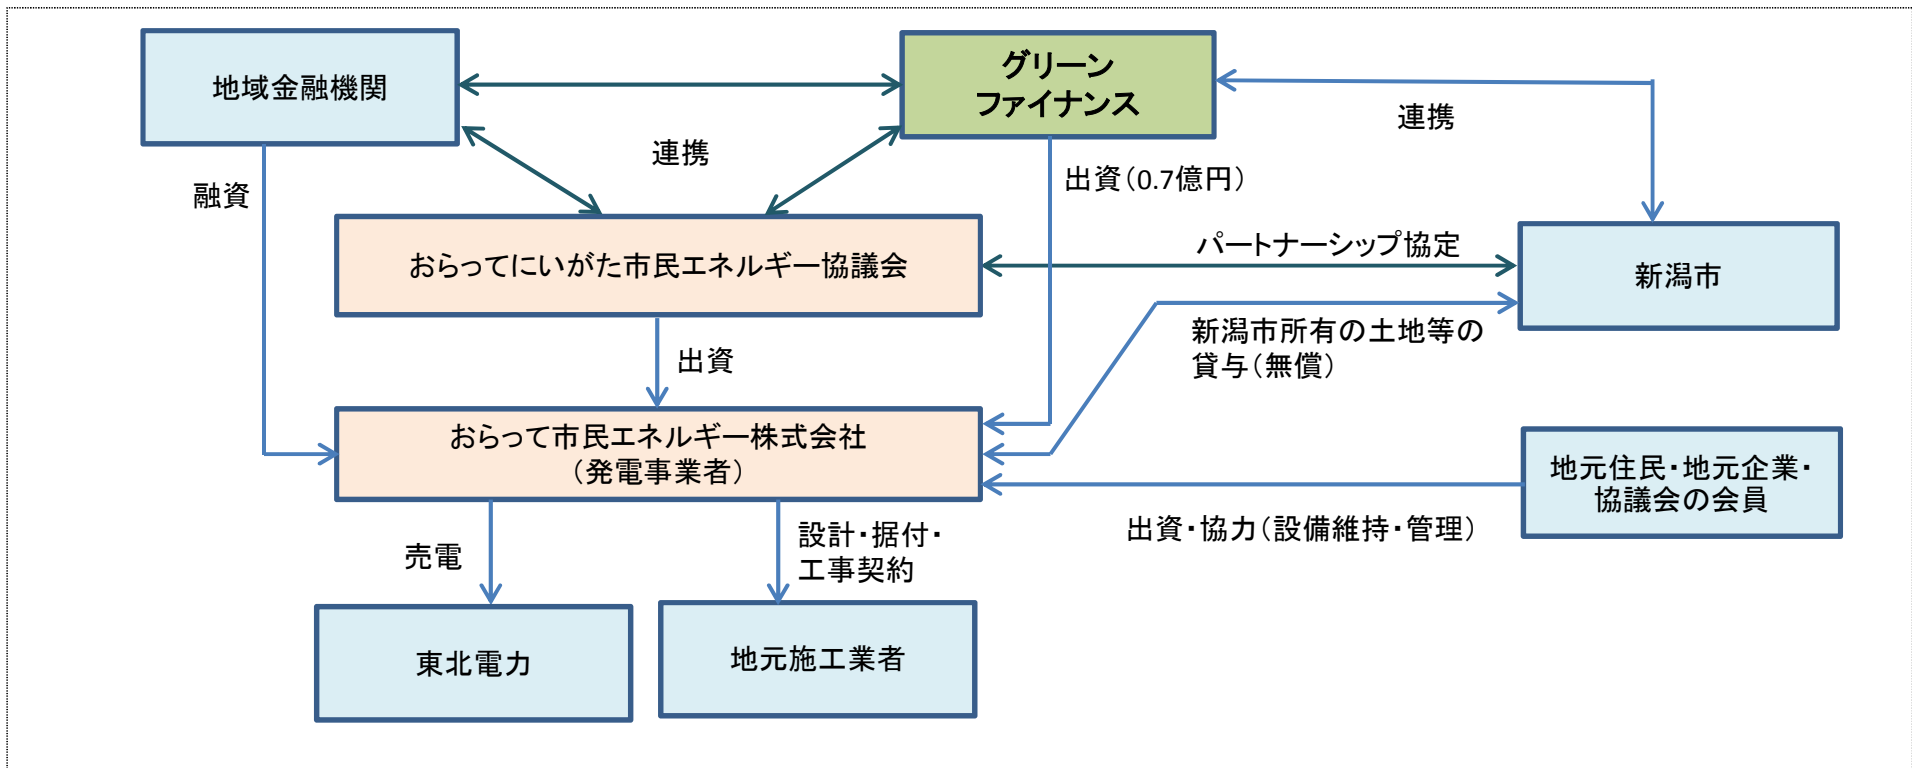 地域金融機関
グリーン
ファイナンス
連携
連携
融資
出資（0.7億円）
おらってにいがた市民エネルギー協議会
パートナーシップ協定
新潟市
新潟市所有の土地等の
貸与（無償）
出資
おらって市民エネルギー株式会社
（発電事業者）
地元住民・地元企業・
協議会の会員
出資・協力（設備維持・管理）
売電
設計・据付・
工事契約
東北電力
地元施工業者